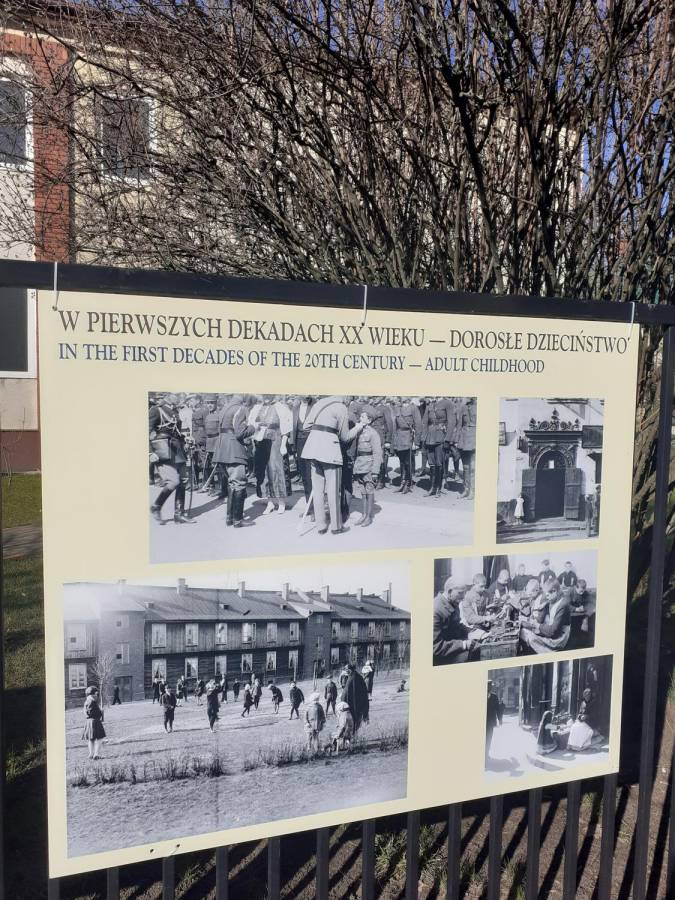 W PIERWSZYCH DEKADACH XX WIEKU — DOROSŁE DZIECIŃSTWO
IN THE FIRST DECADES OF THE 20TH CENTURY — ADULT CHILDHOOD